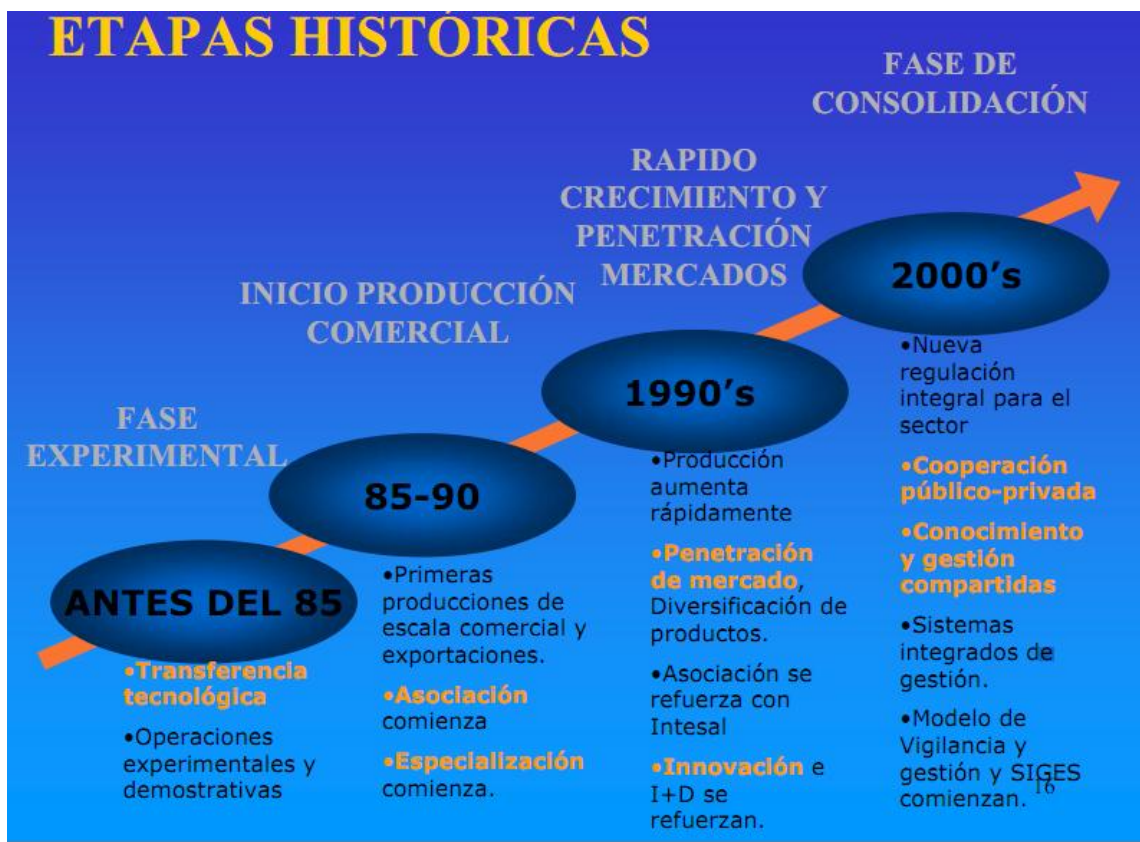 ETAPAS HISTÓRICAS
FASE DE
CONSOLIDACIÓN
RAPIDO
CRECIMIENTO Y
PENETRACIÓN
MERCADOS
INICIO PRODUCCIÓN
COMERCIAL
FASE
EXPERIMENTAL
ANTES DEL 85
•Transferencia
tecnológica
•Operaciones
experimentales y
demostrativas
85-90
•Primeras
producciones de
escala comercial y
exportaciones.
•Asociación
comienza
•Especialización
comienza.
1990’s
•Producción
aumenta
rápidamente
•Penetración
de mercado,
Diversificación de
productos.
•Asociación se
refuerza con
Intesal
•Innovación e
I+D se
refuerzan.
2000’s
•Nueva
regulación
integral para el
sector
•Cooperación
público-privada
•Conocimiento
y gestión
compartidas
•Sistemas
integrados de
gestión.
•Modelo de
Vigilancia y
gestión y SIGES
comienzan.
16